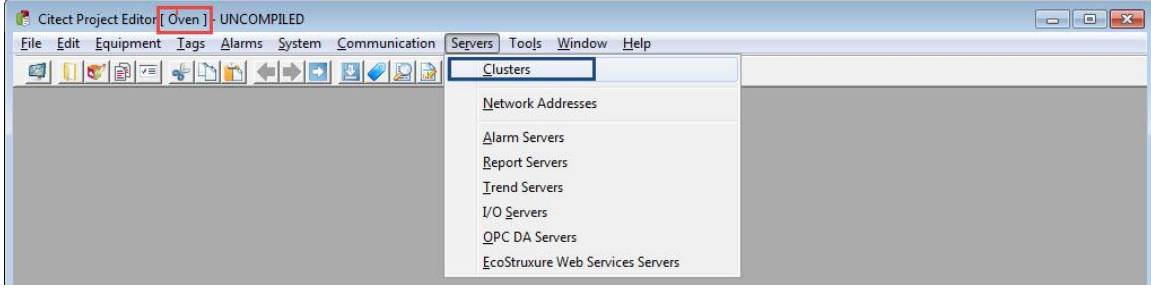 Citect Project Editor [ Oven ] - UNCOMPILED
File Edit Equipment Tags Alarms System Communication Servers Tools Window Help
Clusters
Network Addresses
Alarm Servers
Report Servers
Trend Servers
I/O Servers
OPC DA Servers
EcoStruxure Web Services Servers